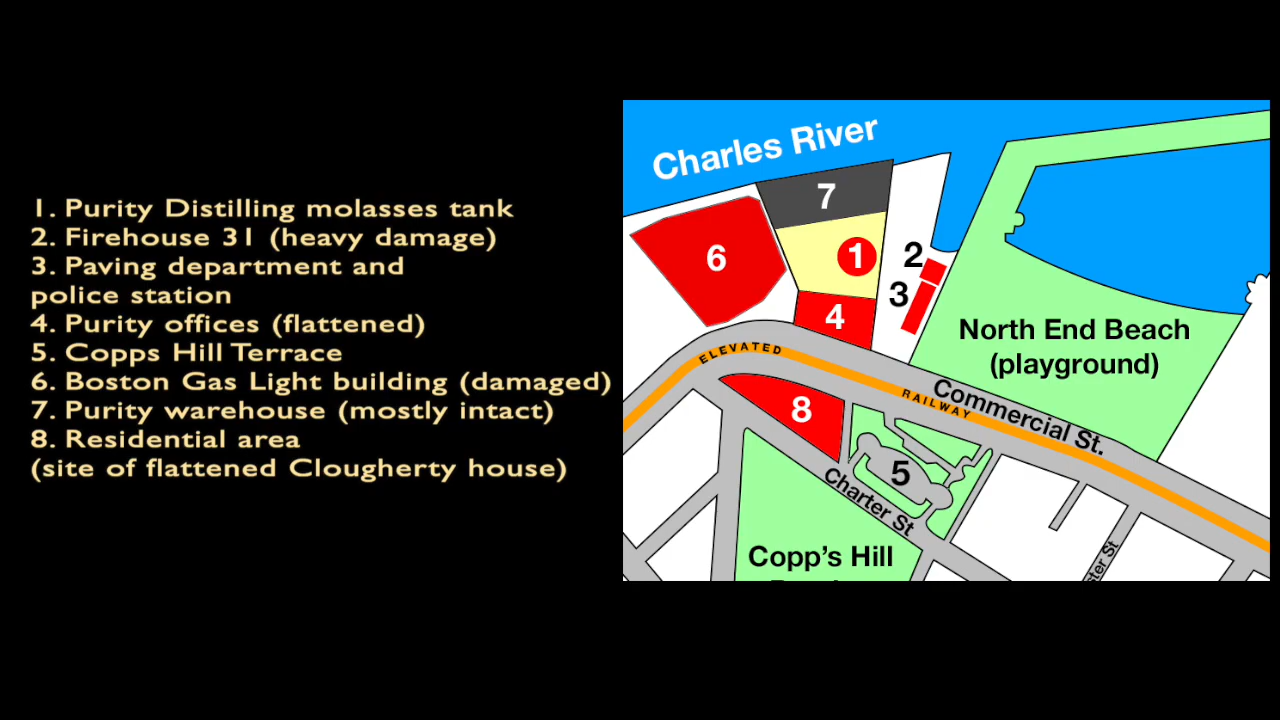 1. Purity Distilling molasses tank
2. Firehouse 31 (heavy damage)
3. Paving department and
police station
4. Purity offices (flattened)
5. Copps Hill Terrace
6. Boston Gas Light building (damaged)
7. Purity warehouse (mostly intact)
8. Residential area
(site of flattened Clougherty house)
Charles River
7
6
1
2
3
4
North End Beach
(playground)
ELEVATED
RAILWAY
Commercial St.
8
5
Charter St
Copp's Hill
ster St